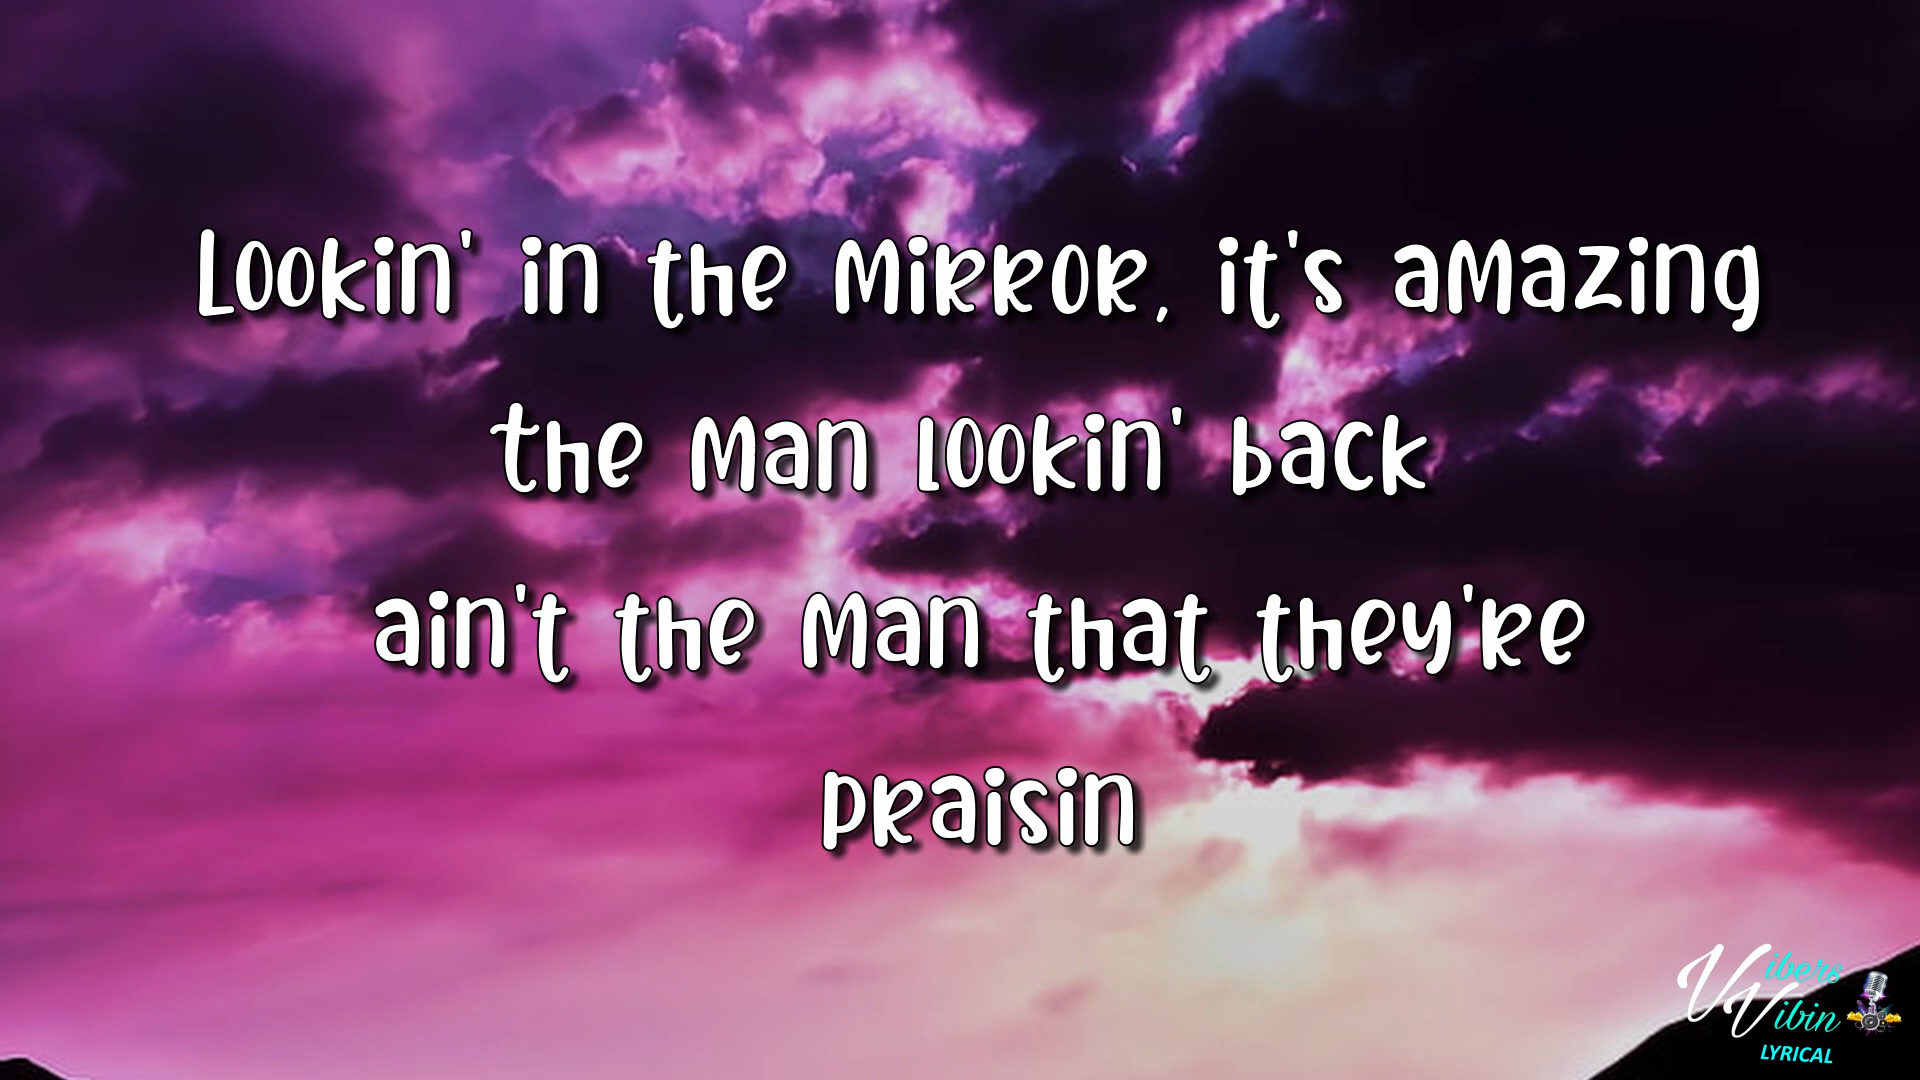 Lookin' in the mirror, it's amazing
the man lookin' back
ain't the man that they're
praisin
Vibers
Vibin
LYRICAL